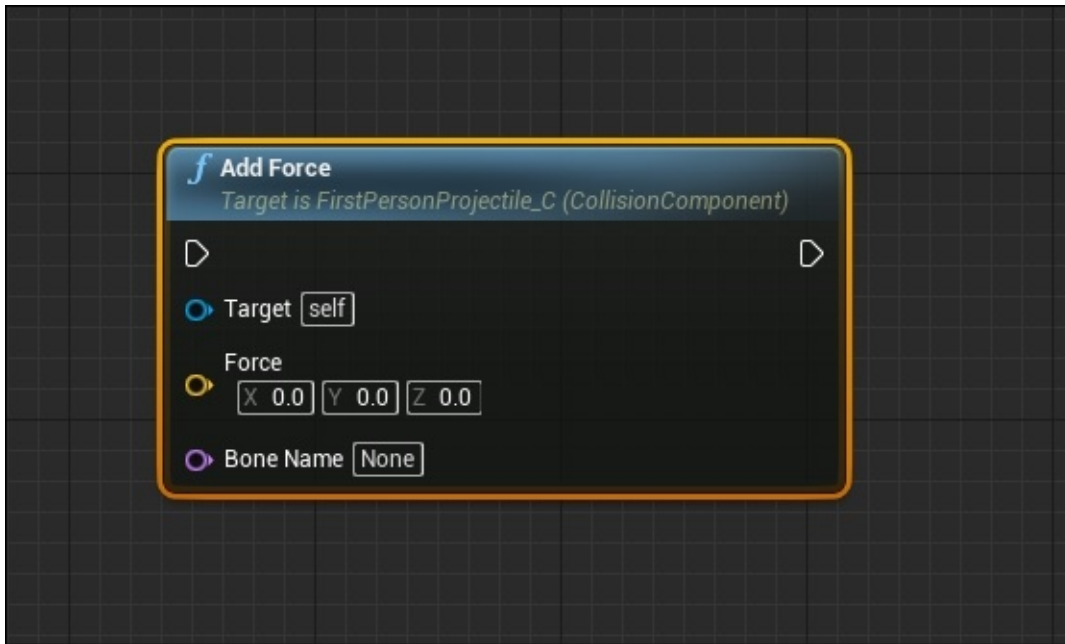 f Add Force
Target is FirstPersonProjectile_C (CollisionComponent)
Target self
Force
X 0.0 Y 0.0 Z 0.0
Bone Name None